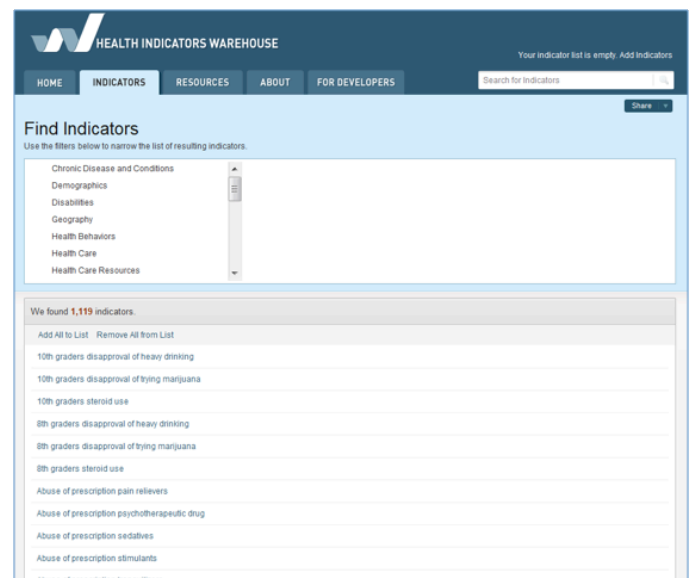 HEALTH INDICATORS WAREHOUSE
Your indicator list is empty. Add Indicators
HOME INDICATORS RESOURCES ABOUT FOR DEVELOPERS Search for Indicators
Share
Find Indicators
Use the filters below to narrow the list of resulting indicators.
Chronic Disease and Conditions
Demographics
Disabilities
Geography
Health Behaviors
Health Care
Health Care Resources
We found 1,119 indicators.
Add All to List Remove All from List
10th graders disapproval of heavy drinking
10th graders disapproval of trying marijuana
10th graders steroid use
8th graders disapproval of heavy drinking
8th graders disapproval of trying marijuana
8th graders steroid use
Abuse of prescription pain relievers
Abuse of prescription psychotherapeutic drug
Abuse of prescription sedatives
Abuse of prescription stimulants